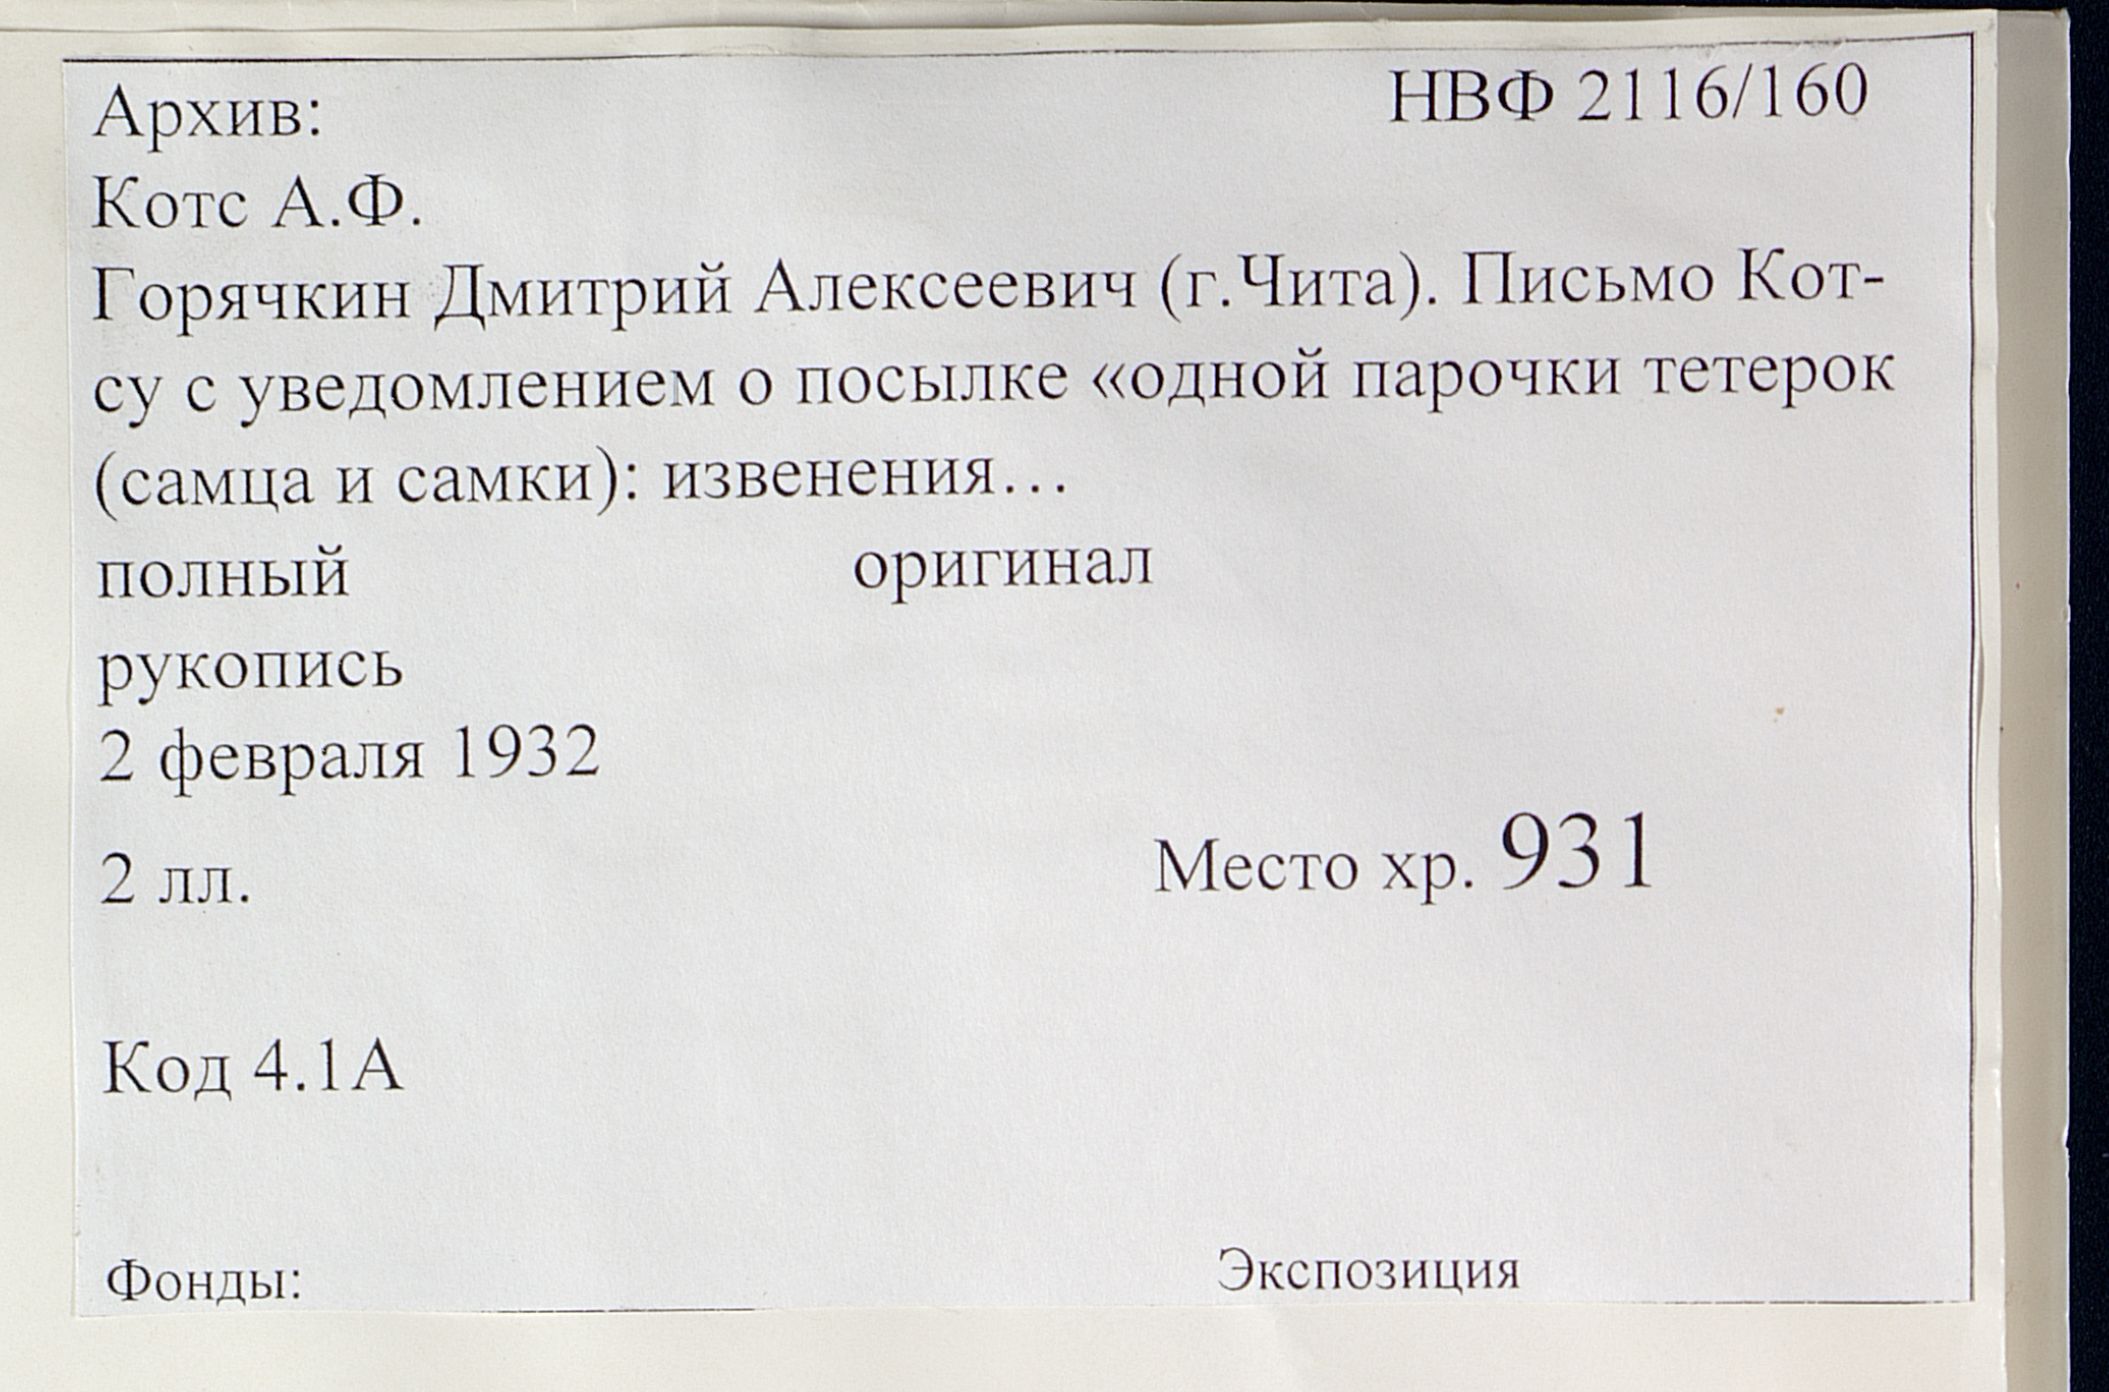 Архив: НВФ 2116/160
Котс А.Ф.
Горячкин Дмитрий Алексеевич (г.Чита). Письмо Кот-
су с уведомлением о посылке «одной парочки тетерок
(самца и самки): извенения…
полный оригинал
рукопись
2 февраля 1932
2 лл. Место хр. 931
Код 4.1А
Фонды: Экспозиция